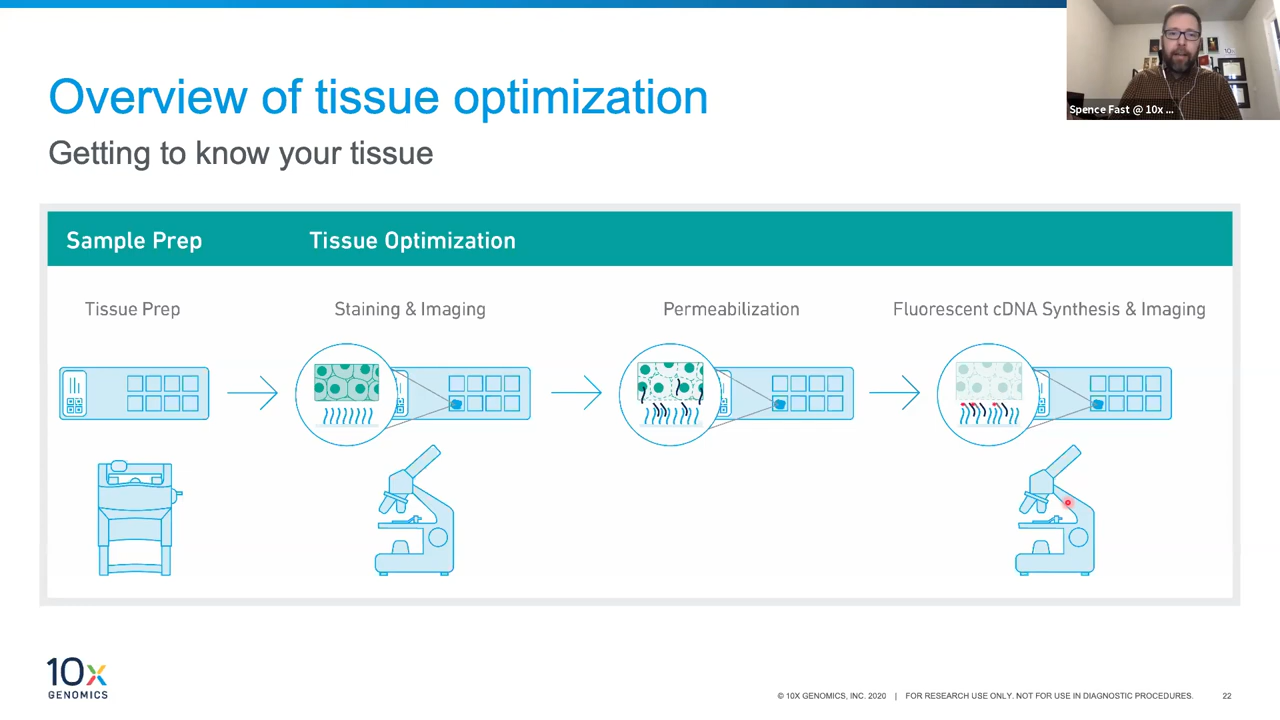 Overview of tissue optimization
Getting to know your tissue
Spence Fast @ 10x ...
Sample Prep
Tissue Optimization
Tissue Prep
Staining & Imaging
Permeabilization
Fluorescent cDNA Synthesis & Imaging
10x
GENOMICS
© 10X GENOMICS, INC. 2020 | FOR RESEARCH USE ONLY. NOT FOR USE IN DIAGNOSTIC PROCEDURES. 22